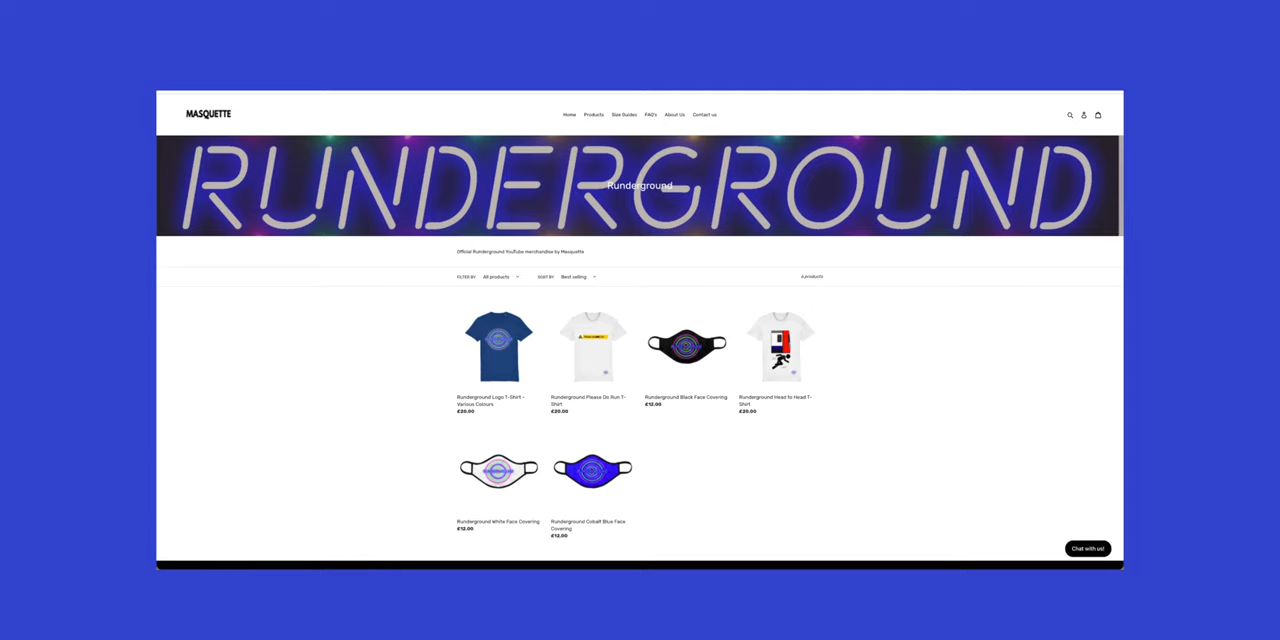 MASQUETTE
Home Products Size Guides FAQ's About Us Contact us
RUNDERGROUND
Runderground
Official Runderground YouTube merchandise by Masquette
FILTER BY All products SORT BY Best selling 6 products
Runderground Logo T-Shirt -
Various Colours
£20.00
Runderground Please Do Run T-
Shirt
£20.00
Runderground Black Face Covering
£12.00
Runderground Head to Head T-
Shirt
£20.00
Runderground White Face Covering
£12.00
Runderground Cobalt Blue Face
Covering
£12.00
Chat with us!